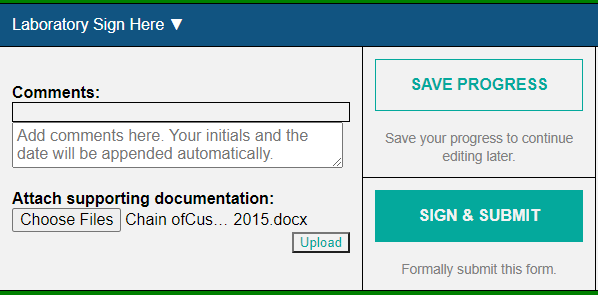 Laboratory Sign Here ▼
Comments:
Add comments here. Your initials and the
date will be appended automatically.
Attach supporting documentation:
Choose Files Chain ofCus... 2015.docx
Upload
SAVE PROGRESS
Save your progress to continue
editing later.
SIGN & SUBMIT
Formally submit this form.